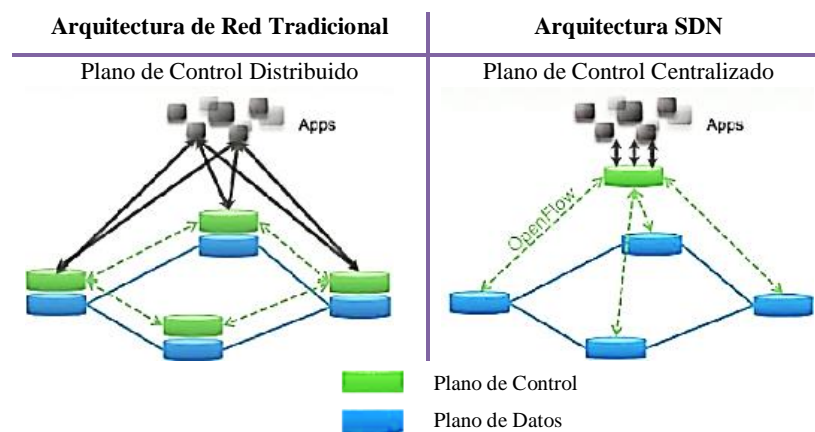 Arquitectura de Red Tradicional
Arquitectura SDN
Plano de Control Distribuido
Plano de Control Centralizado
Apps
Apps
OpenFlow
Plano de Control
Plano de Datos